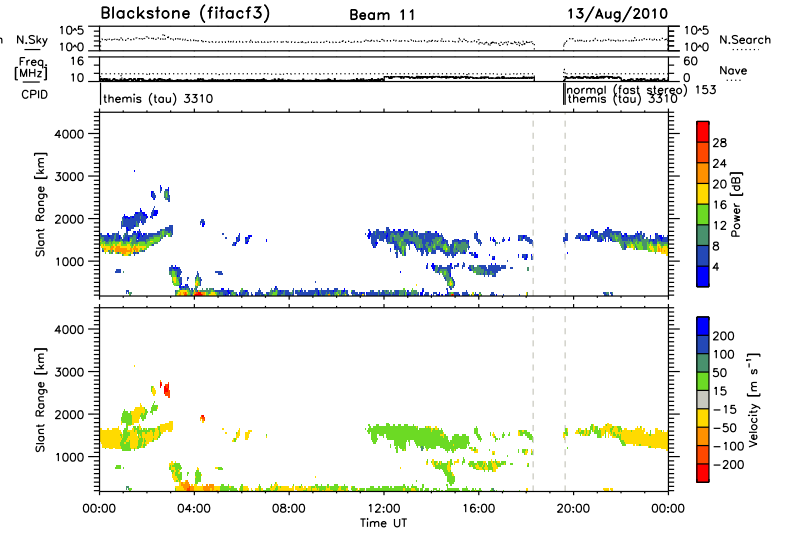 Blackstone (fitacf3) Beam 11 13/Aug/2010
N.Sky 10^5 10^0 10^5 10^0 N.Search
Freq. [MHz] 16 10 60 0 Nave
CPID themis (tau) 3310 normal (fast stereo) 153
themis (tau) 3310
Slant Range [km] 4000 3000 2000 1000
Power [dB] 28 24 20 16 12 8 4
Slant Range [km] 4000 3000 2000 1000
Velocity [m s^-1] 200 100 50 15 -15 -50 -100 -200
00:00 04:00 08:00 12:00 16:00 20:00 00:00
Time UT